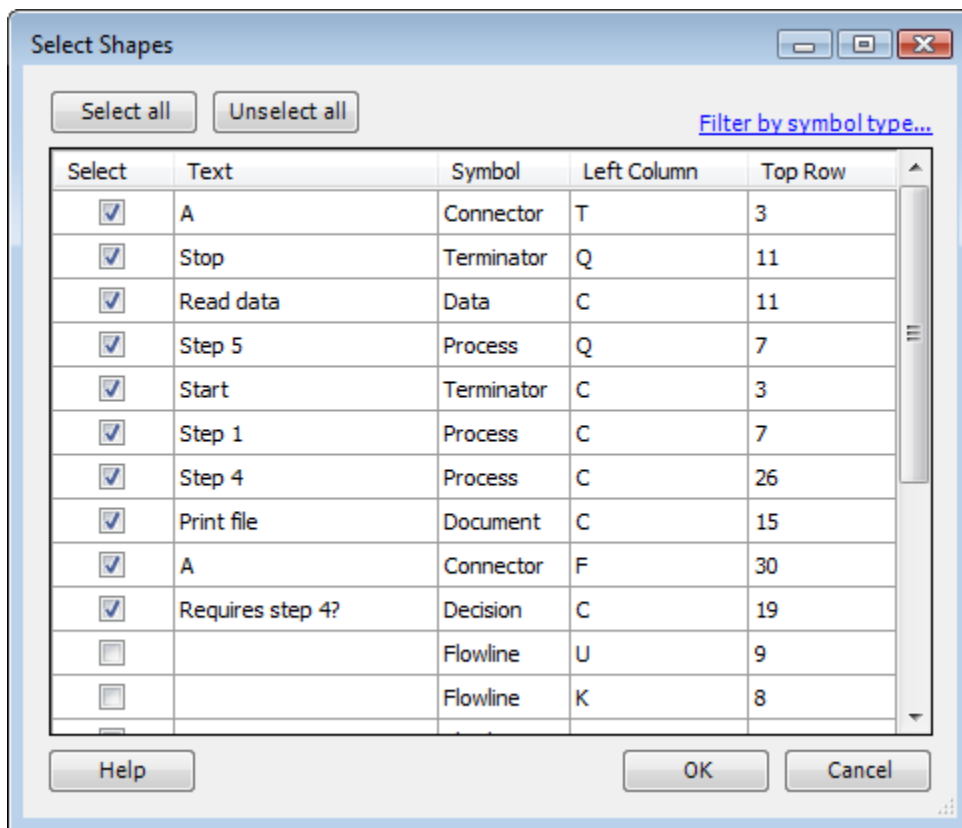 Select Shapes
Select all Unselect all
Filter by symbol type...
Select Text Symbol Left Column Top Row
A Connector T 3
Stop Terminator Q 11
Read data Data C 11
Step 5 Process Q 7
Start Terminator C 3
Step 1 Process C 7
Step 4 Process C 26
Print file Document C 15
A Connector F 30
Requires step 4? Decision C 19
Flowline U 9
Flowline K 8
Help OK Cancel